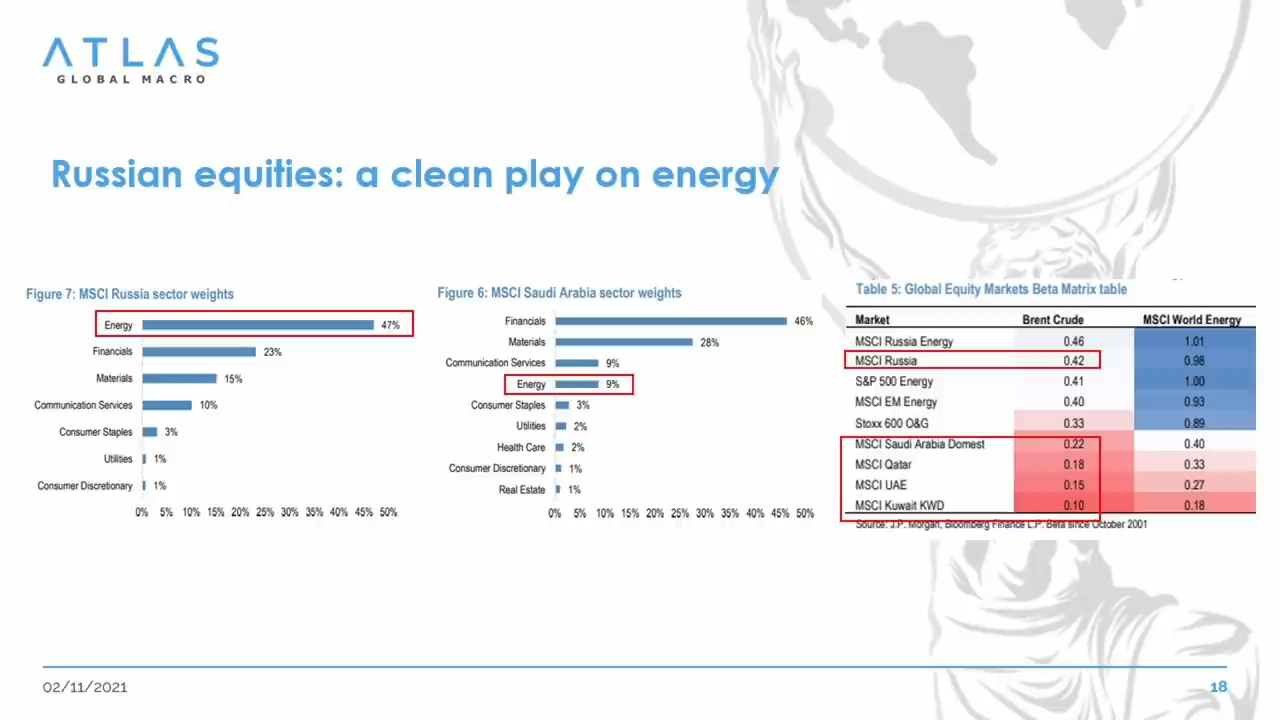 ATLAS
GLOBAL MACRO
Russian equities: a clean play on energy
Figure 7: MSCI Russia sector weights
Energy 47%
Financials 23%
Materials 15%
Communication Services 10%
Consumer Staples 3%
Utilities 1%
Consumer Discretionary 1%
0% 5% 10% 15% 20% 25% 30% 35% 40% 45% 50%
Figure 6: MSCI Saudi Arabia sector weights
Financials 46%
Materials 28%
Communication Services 9%
Energy 9%
Consumer Staples 3%
Utilities 2%
Health Care 2%
Consumer Discretionary 1%
Real Estate 1%
0% 5% 10% 15% 20% 25% 30% 35% 40% 45% 50%
Table 5: Global Equity Markets Beta Matrix table
Market Brent Crude MSCI World Energy
MSCI Russia Energy 0.46 1.01
MSCI Russia 0.42 0.98
S&P 500 Energy 0.41 1.00
MSCI EM Energy 0.40 0.93
Stoxx 600 O&G 0.33 0.89
MSCI Saudi Arabia Domest 0.22 0.40
MSCI Qatar 0.18 0.33
MSCI UAE 0.15 0.27
MSCI Kuwait KWD 0.10 0.18
Source: J.P. Morgan, Bloomberg Finance L.P. Beta since October 2001
02/11/2021
18